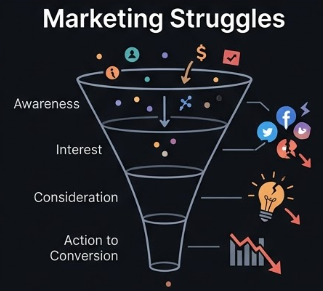 Marketing Struggles
Awareness
Interest
Consideration
Action to
Conversion